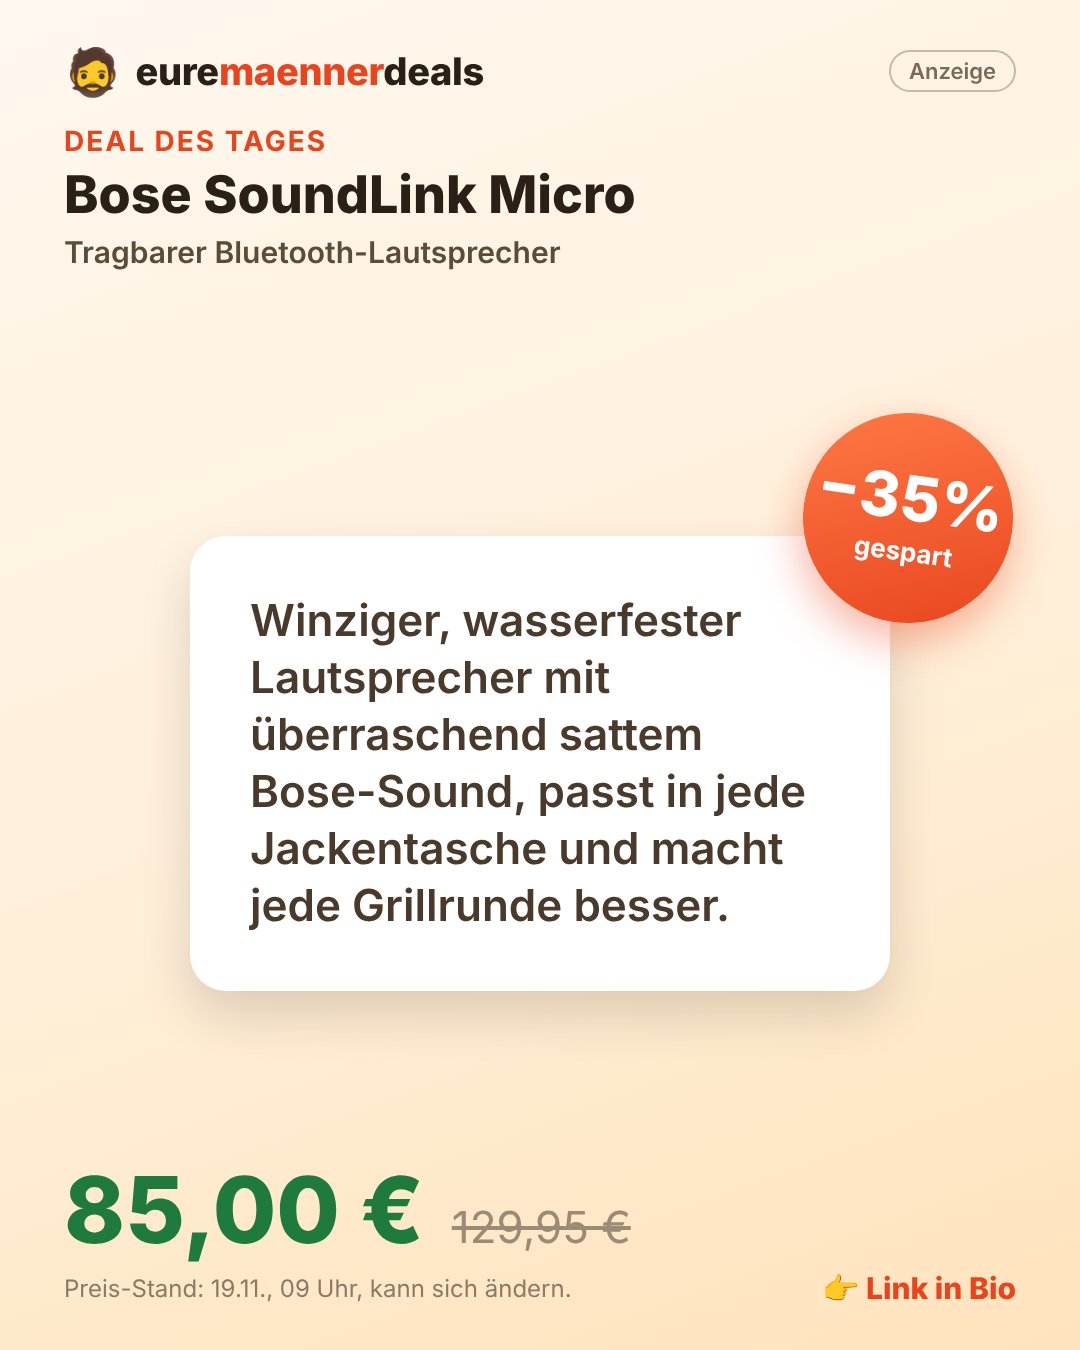 euremaennerdeals
Anzeige
DEAL DES TAGES
Bose SoundLink Micro
Tragbarer Bluetooth-Lautsprecher
−35%
gespart
Winziger, wasserfester
Lautsprecher mit
überraschend sattem
Bose-Sound, passt in jede
Jackentasche und macht
jede Grillrunde besser.
85,00 € 129,95 €
Preis-Stand: 19.11., 09 Uhr, kann sich ändern.
👉 Link in Bio